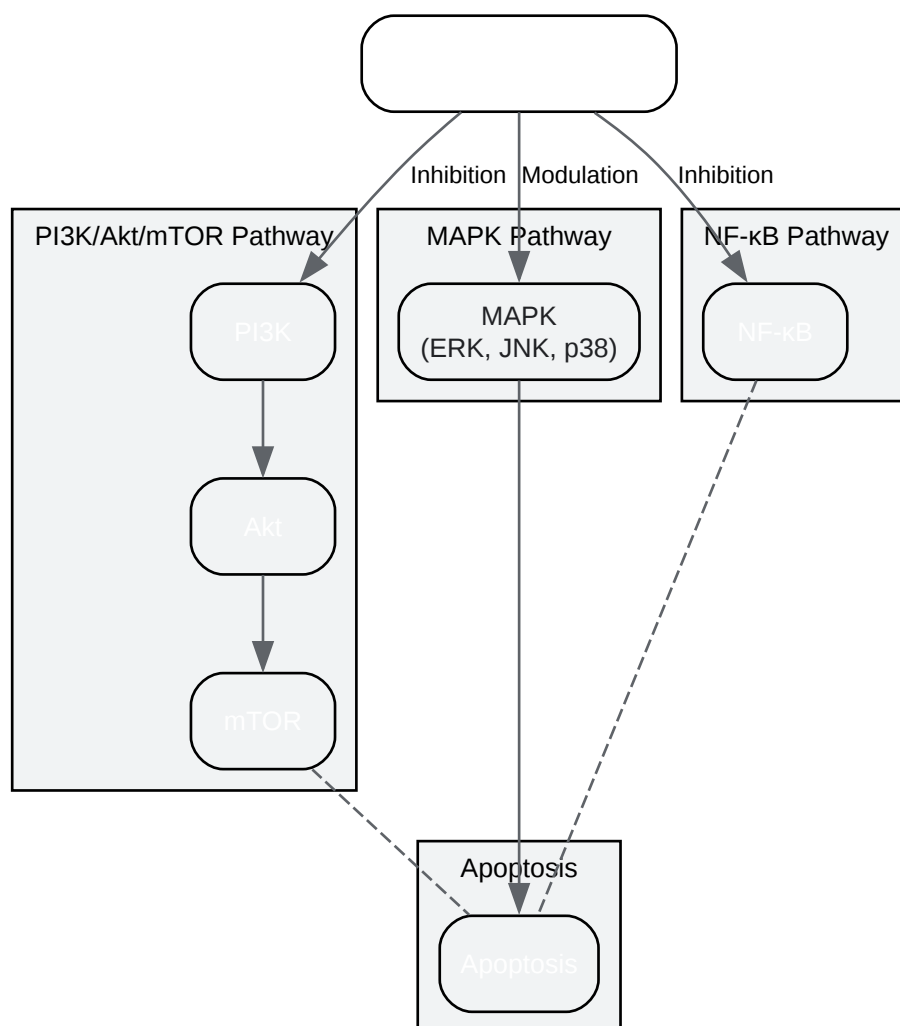 Inhibition
Modulation
Inhibition
PI3K/Akt/mTOR Pathway
MAPK Pathway
NF-κB Pathway
PI3K
MAPK
(ERK, JNK, p38)
NF-κB
Akt
mTOR
Apoptosis
Apoptosis